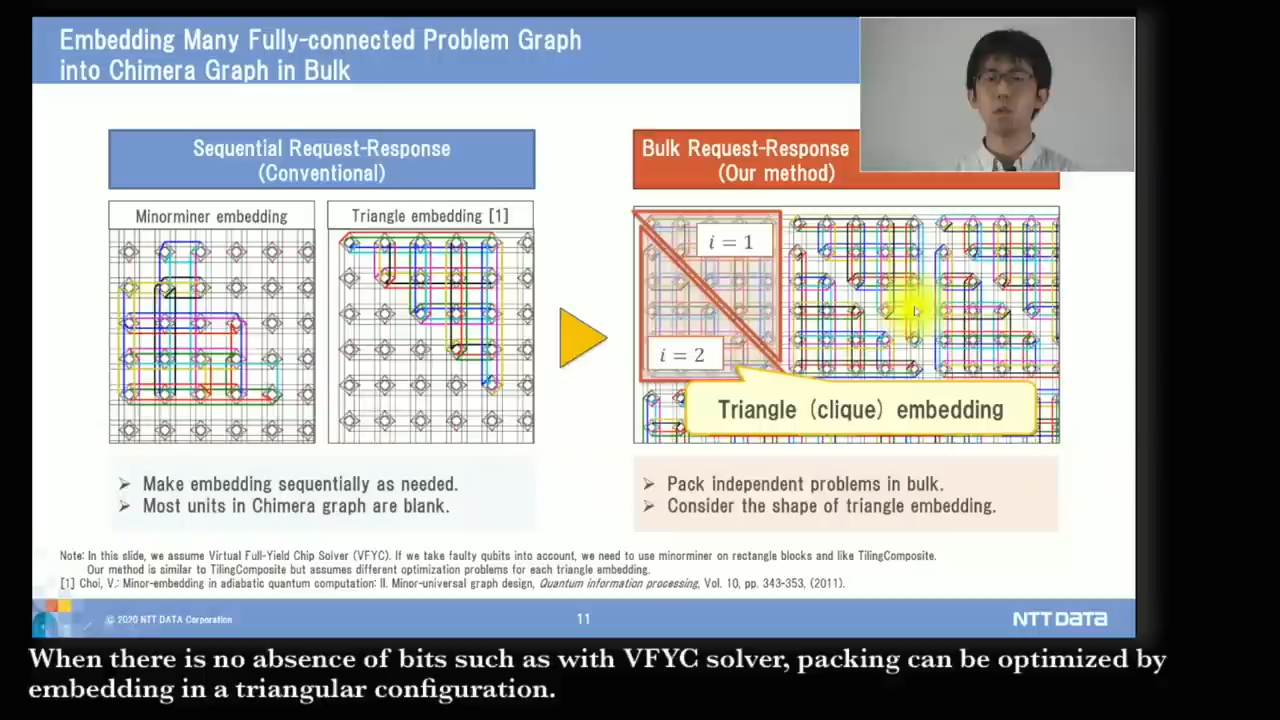 Embedding Many Fully-connected Problem Graph
into Chimera Graph in Bulk
Sequential Request-Response
(Conventional)
Minorminer embedding
Triangle embedding [1]
Bulk Request-Response
(Our method)
i = 1
i = 2
Triangle (clique) embedding
➢ Make embedding sequentially as needed.
➢ Most units in Chimera graph are blank.
➢ Pack independent problems in bulk.
➢ Consider the shape of triangle embedding.
Note: In this slide, we assume Virtual Full-Yield Chip Solver (VFYC). If we take faulty qubits into account, we need to use minorminer on rectangle blocks and like TilingComposite.
Our method is similar to TilingComposite but assumes different optimization problems for each triangle embedding.
[1] Choi, V.: Minor-embedding in adiabatic quantum computation: II. Minor-universal graph design, Quantum information processing, Vol. 10, pp. 343-353, (2011).
© 2020 NTT DATA Corporation
11
NTT DATA
When there is no absence of bits such as with VFYC solver, packing can be optimized by
embedding in a triangular configuration.